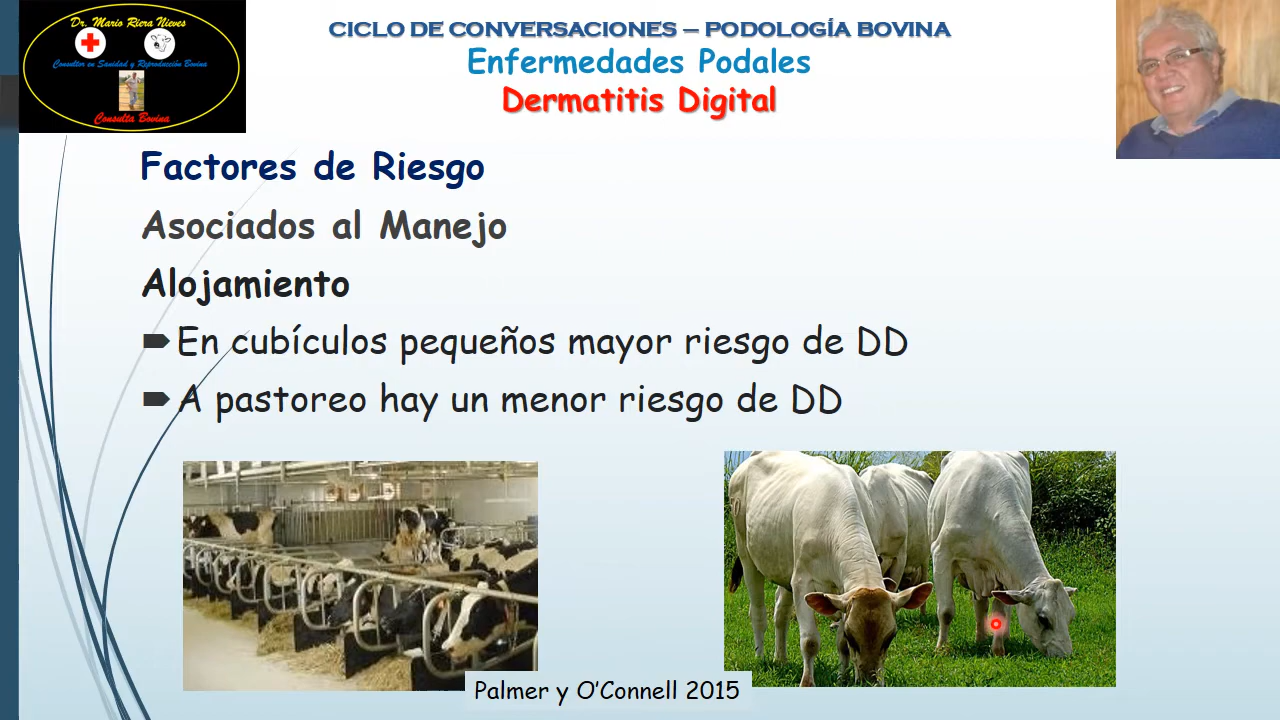 Dr. Mario Riera Nieves
Consultor en Sanidad y Reproducción Bovina
Consulta Bovina
CICLO DE CONVERSACIONES – PODOLOGÍA BOVINA
Enfermedades Podales
Dermatitis Digital
Factores de Riesgo
Asociados al Manejo
Alojamiento
En cubículos pequeños mayor riesgo de DD
A pastoreo hay un menor riesgo de DD
Palmer y O’Connell 2015